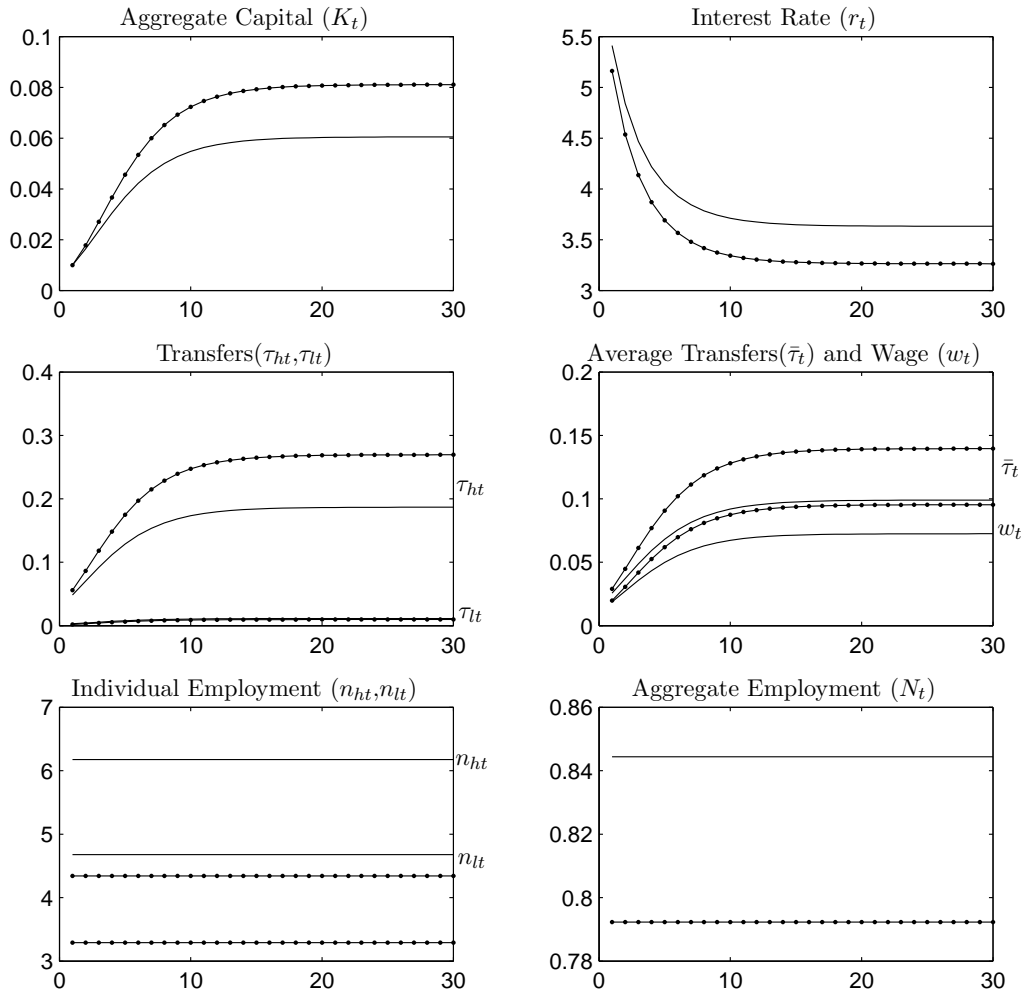 Aggregate Capital (K_t)
0.1
0.08
0.06
0.04
0.02
0
0 10 20 30
Interest Rate (r_t)
5.5
5
4.5
4
3.5
3
0 10 20 30
Transfers(τ_ht,τ_lt)
0.4
0.3
0.2
0.1
0
τ_ht
τ_lt
0 10 20 30
Average Transfers(τ̄_t) and Wage (w_t)
0.2
0.15
0.1
0.05
0
τ̄_t
w_t
0 10 20 30
Individual Employment (n_ht,n_lt)
7
6
5
4
3
n_ht
n_lt
0 10 20 30
Aggregate Employment (N_t)
0.86
0.84
0.82
0.8
0.78
0 10 20 30